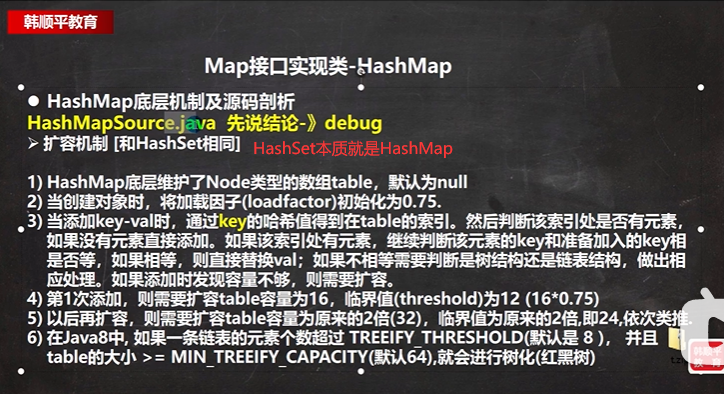 韩顺平教育
Map接口实现类-HashMap
● HashMap底层机制及源码剖析
HashMapSource.java 先说结论-》debug
➢ 扩容机制 [和HashSet相同] HashSet本质就是HashMap
1) HashMap底层维护了Node类型的数组table，默认为null
2) 当创建对象时，将加载因子(loadfactor)初始化为0.75.
3) 当添加key-val时，通过key的哈希值得到在table的索引。然后判断该索引处是否有元素，
如果没有元素直接添加。如果该索引处有元素，继续判断该元素的key和准备加入的key相
是否等，如果相等，则直接替换val；如果不相等需要判断是树结构还是链表结构，做出相
应处理。如果添加时发现容量不够，则需要扩容。
4) 第1次添加，则需要扩容table容量为16，临界值(threshold)为12 (16*0.75)
5) 以后再扩容，则需要扩容table容量为原来的2倍(32)，临界值为原来的2倍,即24,依次类推.
6) 在Java8中, 如果一条链表的元素个数超过 TREEIFY_THRESHOLD(默认是 8 )， 并且
table的大小 >= MIN_TREEIFY_CAPACITY(默认64),就会进行树化(红黑树)
韩顺平
教育